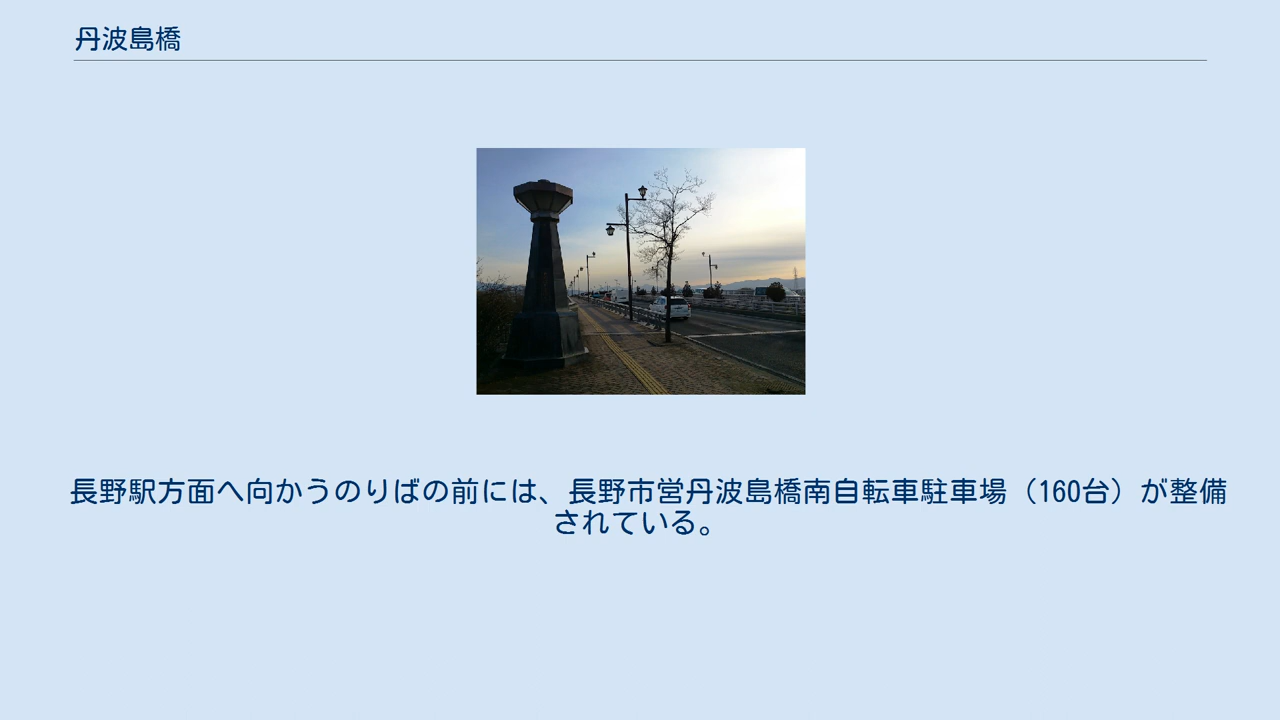 丹波島橋
長野駅方面へ向かうのりばの前には、長野市営丹波島橋南自転車駐車場（160台）が整備
されている。